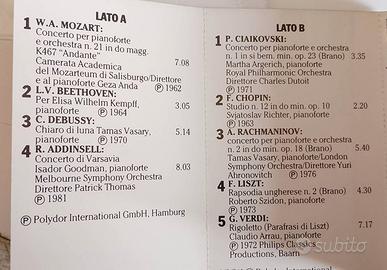 LATO A
1 W.A. MOZART:
Concerto per pianoforte
e orchestra n. 21 in do magg.
K467 "Andante" 7.08
Camerata Academica
del Mozarteum di Salisburgo/Direttore
e al pianoforte Geza Anda ℗ 1962
2 L.V. BEETHOVEN:
Per Elisa Wilhelm Kempff, 3.05
pianoforte ℗ 1964
3 C. DEBUSSY:
Chiaro di luna Tamas Vasary, 5.14
pianoforte ℗ 1970
4 R. ADDINSELL:
Concerto di Varsavia
Isador Goodman, pianoforte 8.03
Melbourne Symphony Orchestra
Direttore Patrick Thomas
℗ 1981
℗ Polydor International GmbH, Hamburg
LATO B
1 P. CIAIKOVSKI:
Concerto per pianoforte e orchestra
n. 1 in si bem. min op. 23 (Brano) 3.35
Martha Argerich, pianoforte
Royal Philharmonic Orchestra
Direttore Charles Dutoit
℗ 1971
2 F. CHOPIN:
Studio n. 12 in do min. op. 10 2.20
Svjatoslav Richter, pianoforte
℗ 1963
3 A. RACHMANINOV:
Concerto per pianoforte e orchestra
n. 2 in do min. op. 18 (Brano) 5.40
Tamas Vasary, pianoforte/London
Symphony Orchestra/Direttore Yuri
Ahronovitch ℗ 1976
4 F. LISZT:
Rapsodia ungherese n. 2 (Brano) 4.30
Roberto Szidon, pianoforte
℗ 1973
5 G. VERDI:
Rigoletto (Parafrasi di Liszt) 7.17
Claudio Arrau, pianoforte
℗ 1972 Philips Classics
Productions, Baarn
subito